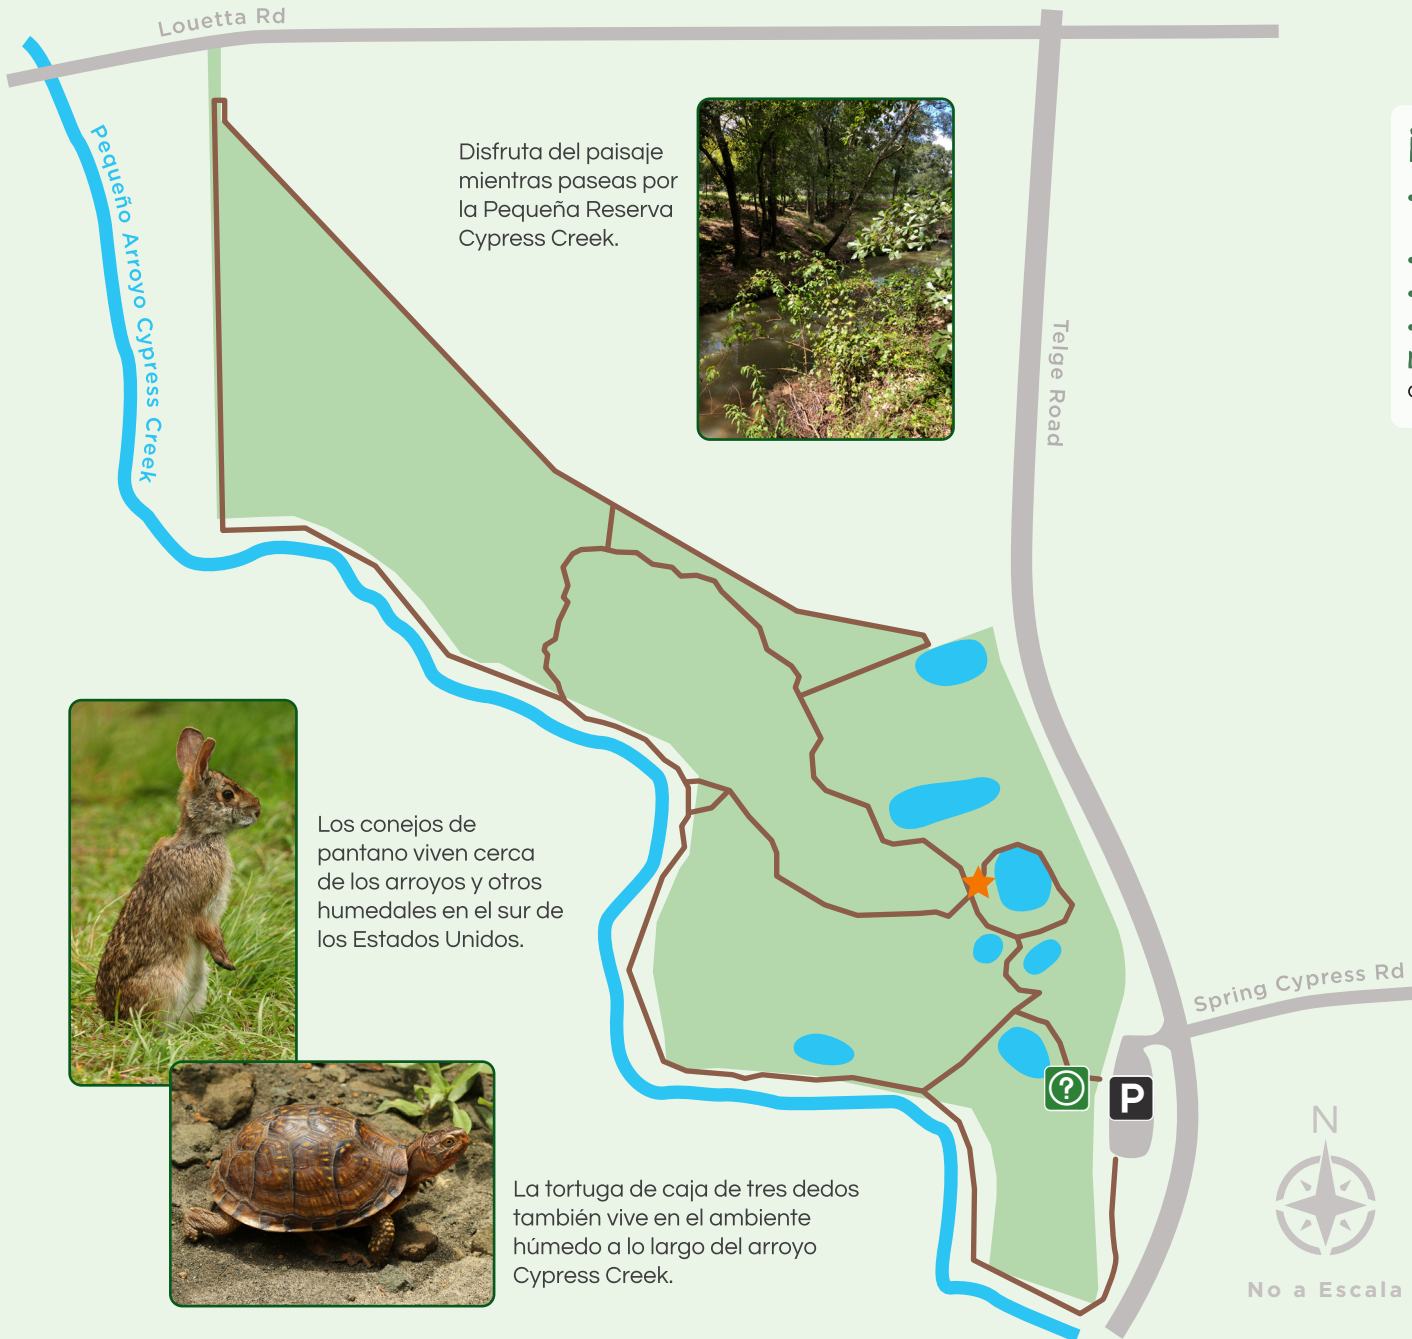 Louetta Rd
Pequeño Arroyo Cypress Creek
Disfruta del paisaje
mientras paseas por
la Pequeña Reserva
Cypress Creek.
Telge Road
Los conejos de
pantano viven cerca
de los arroyos y otros
humedales en el sur de
los Estados Unidos.
Spring Cypress Rd
?
P
La tortuga de caja de tres dedos
también vive en el ambiente
húmedo a lo largo del arroyo
Cypress Creek.
N
No a Escala